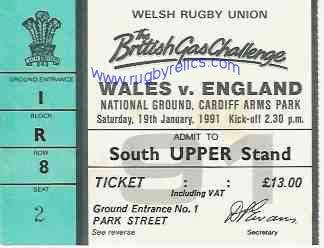 WELSH RUGBY UNION
The
British Gas Challenge
www.rugbyrelics.com
WALES v. ENGLAND
NATIONAL GROUND, CARDIFF ARMS PARK
Saturday, 19th January, 1991 Kick-off 2.30 p.m.
ADMIT TO
South UPPER Stand
91
TICKET : : £13.00
Including VAT
Ground Entrance No. 1
PARK STREET
See reverse
Secretary
GROUND ENTRANCE
I
BLOCK
R
ROW
8
SEAT
2